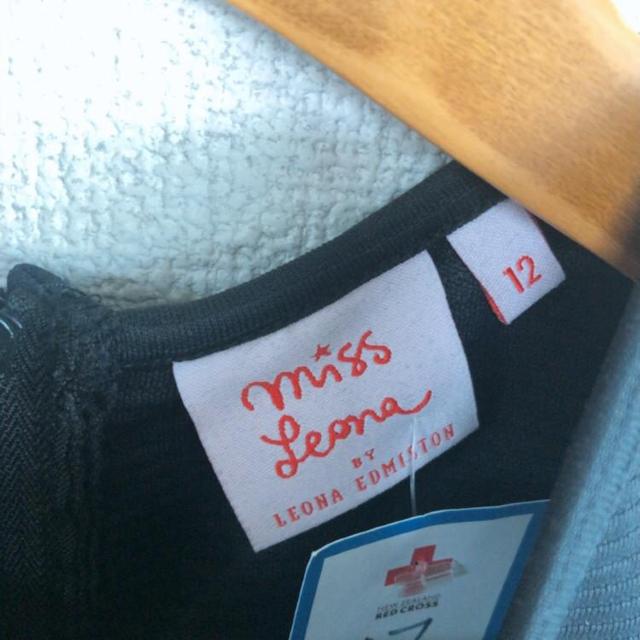 miss
Leona
BY
LEONA EDMISTON
12
NEW ZEALAND
RED CROSS